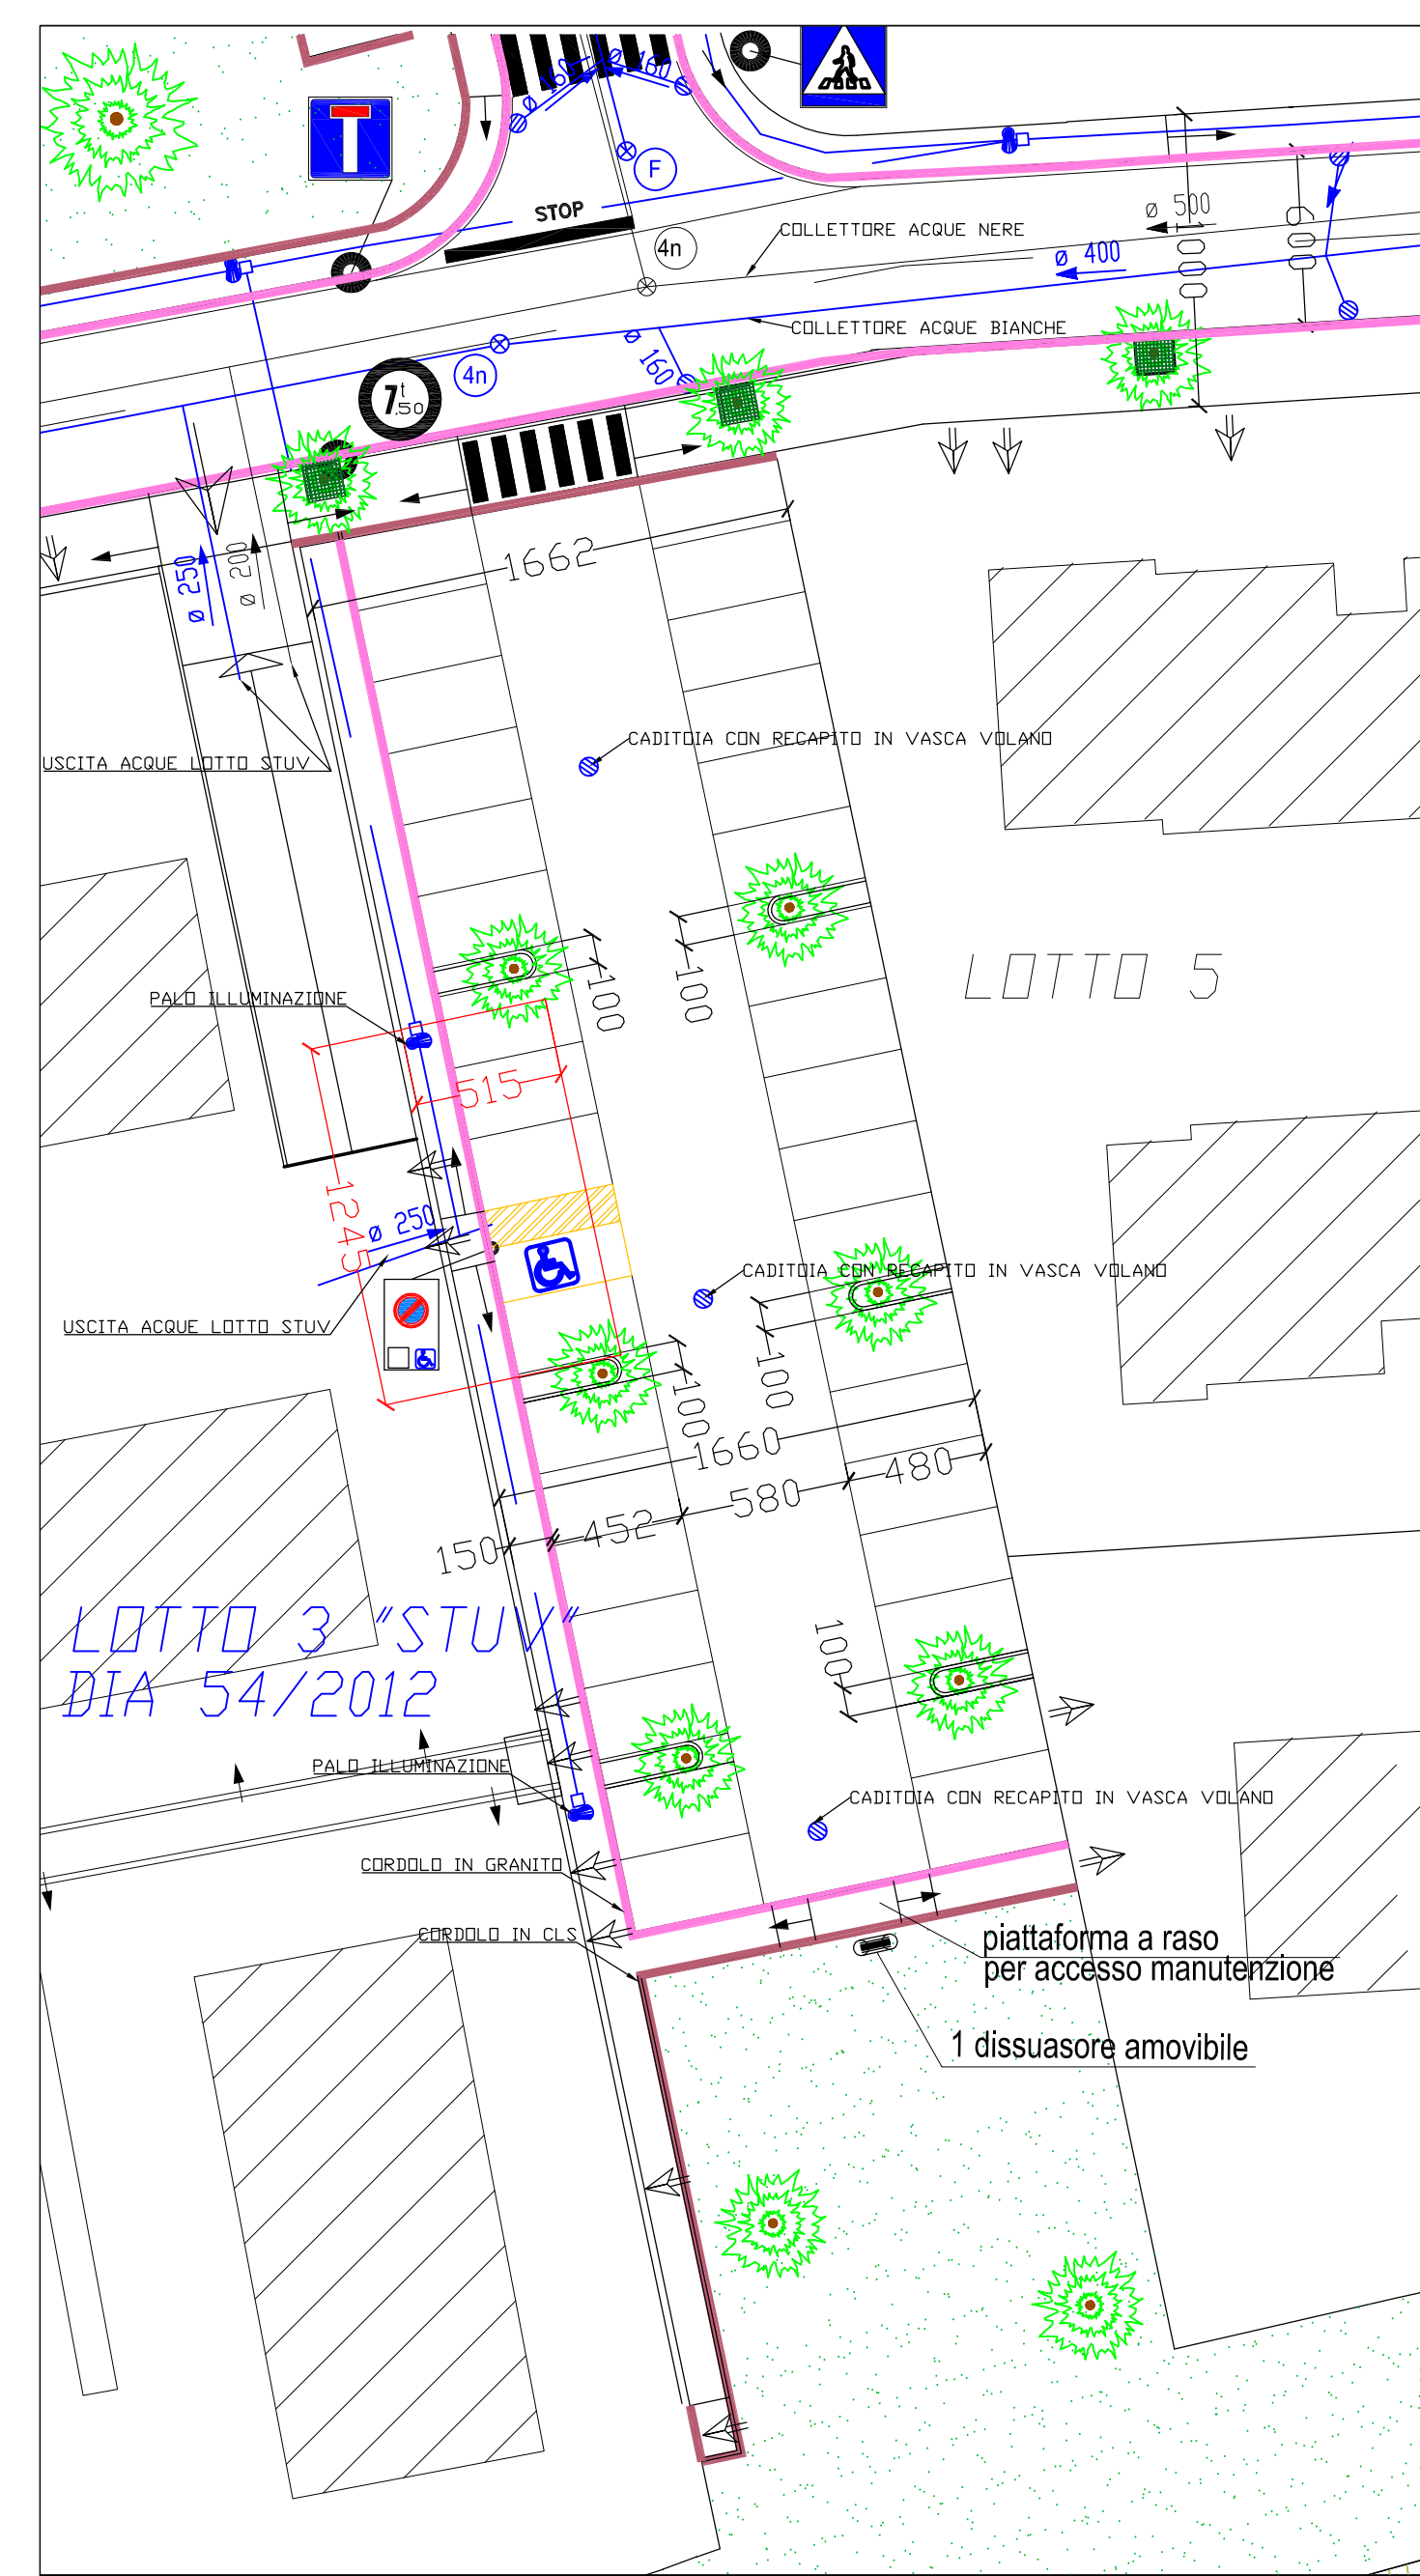 ø 160
ø 160
F
STOP
4n
COLLETTORE ACQUE NERE
ø 500
1000
ø 400
COLLETTORE ACQUE BIANCHE
ø 160
4n
7,50 t
1662
ø 250
ø 200
USCITA ACQUE LOTTO STUV
CADITOIA CON RECAPITO IN VASCA VOLANO
LOTTO 5
PALO ILLUMINAZIONE
100
100
515
1245
ø 250
CADITOIA CON RECAPITO IN VASCA VOLANO
USCITA ACQUE LOTTO STUV
100
100
1660
480
580
452
150
LOTTO 3 "STUV"
DIA 54/2012
100
PALO ILLUMINAZIONE
CADITOIA CON RECAPITO IN VASCA VOLANO
CORDOLO IN GRANITO
CORDOLO IN CLS
piattaforma a raso
per accesso manutenzione
1 dissuasore amovibile